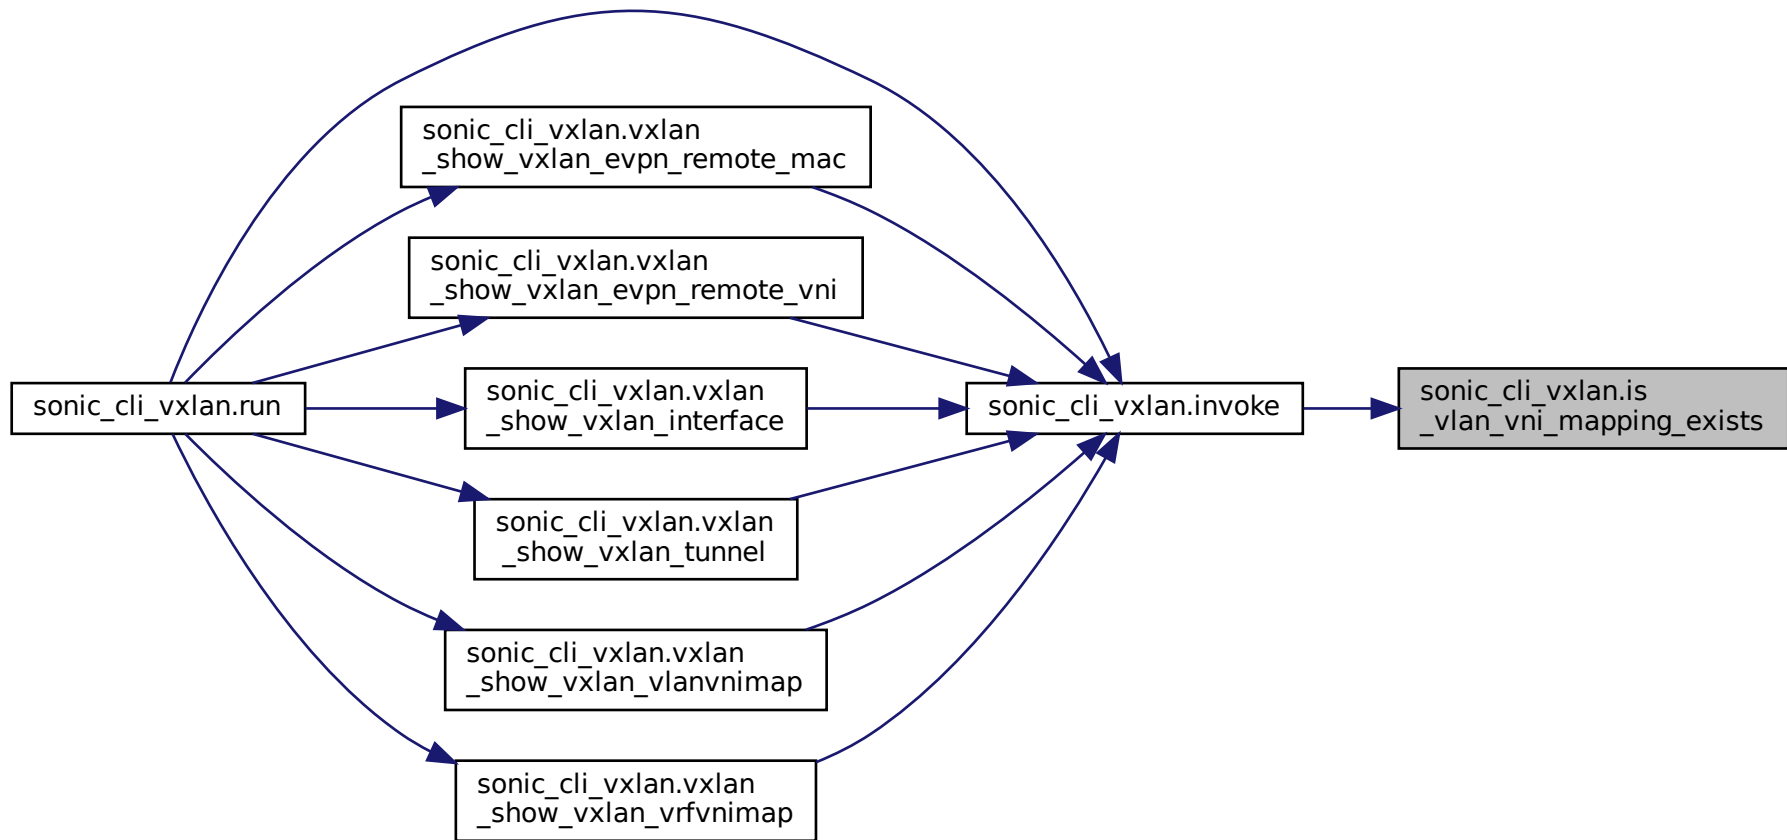 sonic_cli_vxlan.run
sonic_cli_vxlan.vxlan
_show_vxlan_evpn_remote_mac
sonic_cli_vxlan.vxlan
_show_vxlan_evpn_remote_vni
sonic_cli_vxlan.vxlan
_show_vxlan_interface
sonic_cli_vxlan.vxlan
_show_vxlan_tunnel
sonic_cli_vxlan.vxlan
_show_vxlan_vlanvnimap
sonic_cli_vxlan.vxlan
_show_vxlan_vrfvnimap
sonic_cli_vxlan.invoke
sonic_cli_vxlan.is
_vlan_vni_mapping_exists